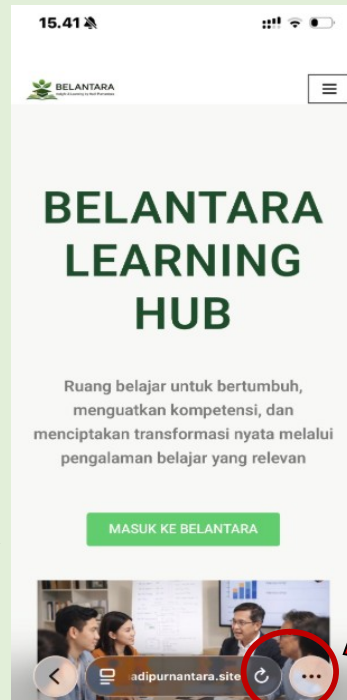 15.41
BELANTARA
BELANTARA
LEARNING
HUB
Ruang belajar untuk bertumbuh,
menguatkan kompetensi, dan
menciptakan transformasi nyata melalui
pengalaman belajar yang relevan
MASUK KE BELANTARA
adipurnantara.site